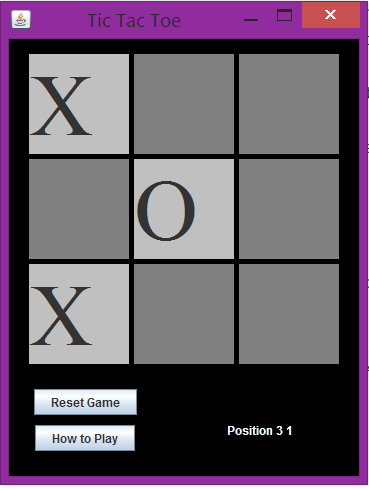 Tic Tac Toe
X
O
X
Reset Game
How to Play
Position 3 1